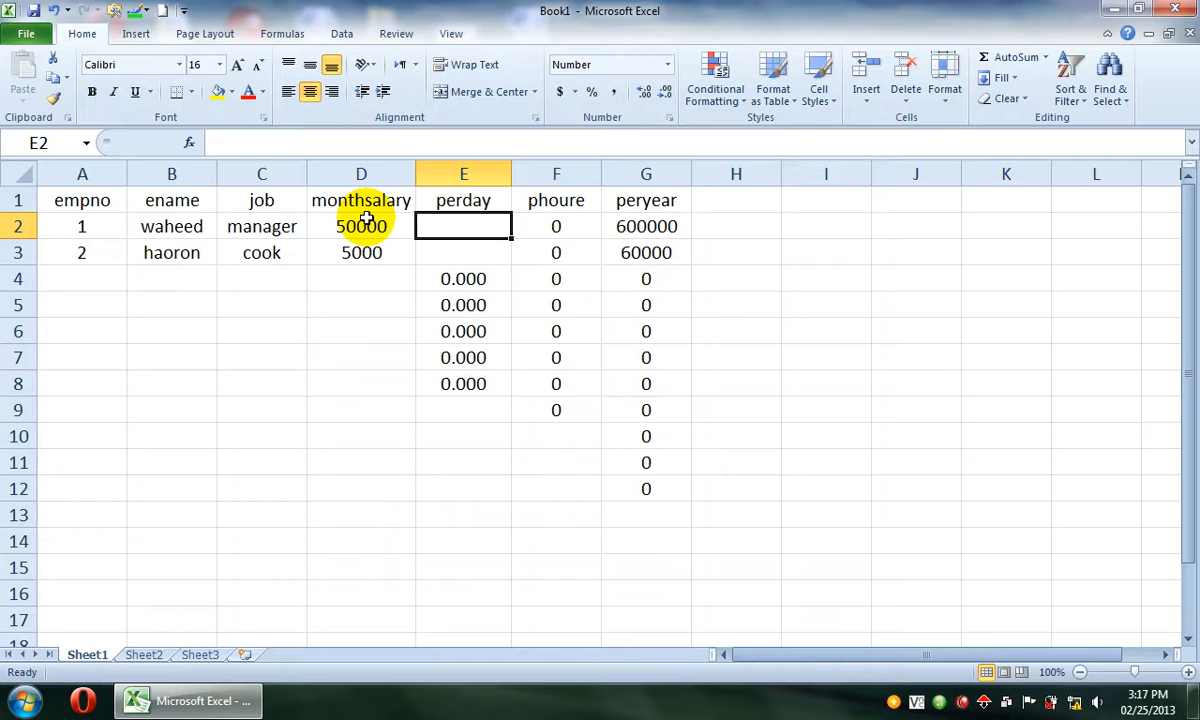 Book1 - Microsoft Excel
File Home Insert Page Layout Formulas Data Review View
Paste
Calibri 16
Wrap Text
Merge & Center
Number
Conditional Formatting
Format as Table
Cell Styles
Insert Delete Format
AutoSum
Fill
Clear
Sort & Filter
Find & Select
Clipboard Font Alignment Number Styles Cells Editing
E2 fx
A B C D E F G H I J K L
1 empno ename job monthsalary perday phoure peryear
2 1 waheed manager 50000 0 600000
3 2 haoron cook 5000 0 60000
4 0.000 0 0
5 0.000 0 0
6 0.000 0 0
7 0.000 0 0
8 0.000 0 0
9 0 0
10 0
11 0
12 0
13
14
15
16
17
18
Sheet1 Sheet2 Sheet3
Ready 100%
Microsoft Excel - ...
3:17 PM
02/25/2013